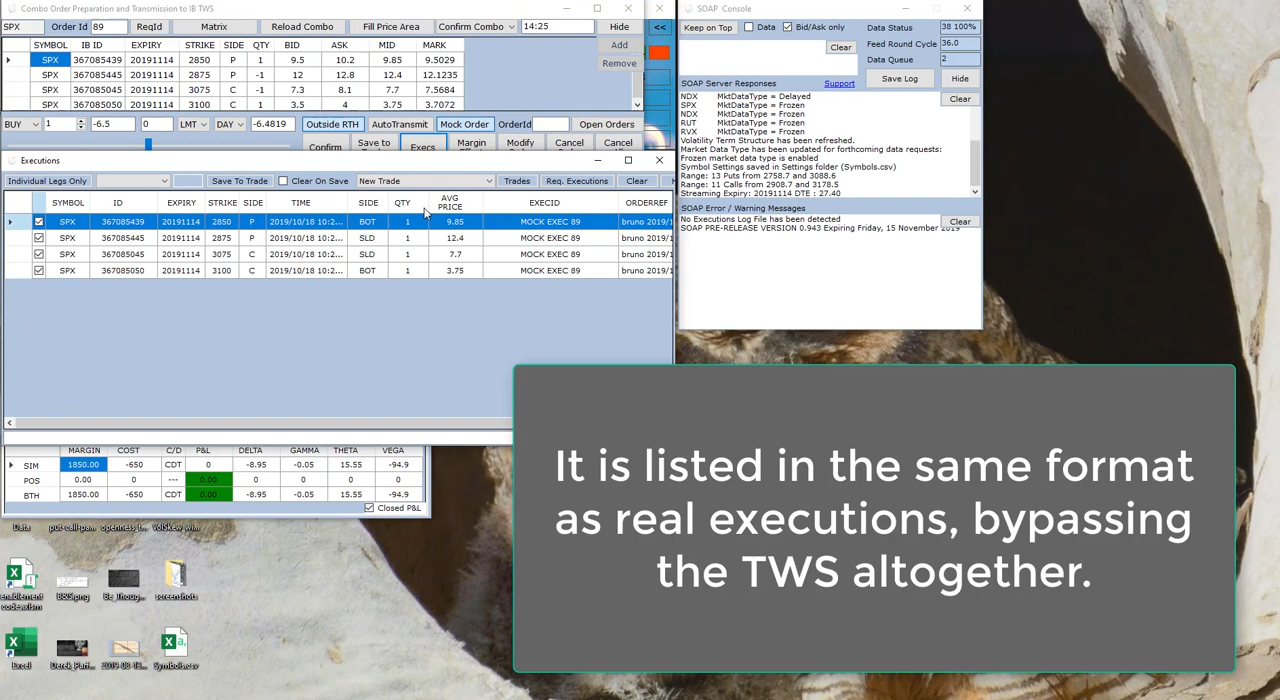 Combo Order Preparation and Transmission to IB TWS
SPX Order Id 89 ReqId Matrix Reload Combo Fill Price Area Confirm Combo 14:25 Hide
SYMBOL IB ID EXPIRY STRIKE SIDE QTY BID ASK MID MARK Add
SPX 367085439 20191114 2850 P 1 9.5 10.2 9.85 9.5029 Remove
SPX 367085445 20191114 2875 P -1 12 12.8 12.4 12.1235
SPX 367085045 20191114 3075 C -1 7.3 8.1 7.7 7.5684
SPX 367085050 20191114 3100 C 1 3.5 4 3.75 3.7072
BUY 1 -6.5 0 LMT DAY -6.4819 Outside RTH AutoTransmit Mock Order OrderId Open Orders
Confirm Save to Execs Margin Modify Cancel Cancel
<<
Executions
Individual Legs Only Save To Trade Clear On Save New Trade Trades Req. Executions Clear
SYMBOL ID EXPIRY STRIKE SIDE TIME SIDE QTY AVG PRICE EXECID ORDERREF
SPX 367085439 20191114 2850 P 2019/10/18 10:2... BOT 1 9.85 MOCK EXEC 89 bruno 2019/1
SPX 367085445 20191114 2875 P 2019/10/18 10:2... SLD 1 12.4 MOCK EXEC 89 bruno 2019/1
SPX 367085045 20191114 3075 C 2019/10/18 10:2... SLD 1 7.7 MOCK EXEC 89 bruno 2019/1
SPX 367085050 20191114 3100 C 2019/10/18 10:2... BOT 1 3.75 MOCK EXEC 89 bruno 2019/1
MARGIN COST C/D P&L DELTA GAMMA THETA VEGA
SIM 1850.00 -650 CDT 0 -8.95 -0.05 15.55 -94.9
POS 0.00 0 --- 0.00 0 0 0 0
BTH 1850.00 -650 CDT 0.00 -8.95 -0.05 15.55 -94.9
Closed P&L
SOAP Console
Keep on Top Data Bid/Ask only Data Status 38 100%
Clear Feed Round Cycle 36.0
Data Queue 2
Save Log Hide
SOAP Server Responses Support
Clear
NDX MktDataType = Delayed
SPX MktDataType = Frozen
NDX MktDataType = Frozen
RUT MktDataType = Frozen
RVX MktDataType = Frozen
Volatility Term Structure has been refreshed.
Market Data Type has been updated for forthcoming data requests:
Frozen market data type is enabled
Symbol Settings saved in Settings folder (Symbols.csv)
Range: 13 Puts from 2758.7 and 3088.6
Range: 11 Calls from 2908.7 and 3178.5
Streaming Expiry: 20191114 DTE : 27.40
SOAP Error / Warning Messages
Clear
No Executions Log File has been detected
SOAP PRE-RELEASE VERSION 0.943 Expiring Friday, 15 November 2019
It is listed in the same format
as real executions, bypassing
the TWS altogether.
Data
enablement BR&S.png Be_Thoug... screenshots
code.xlsm
Excel Derek_Parf... Symbols.csv